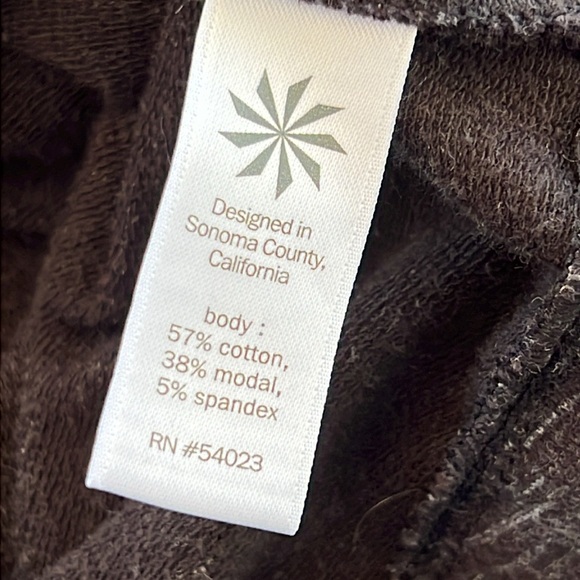 Designed in
Sonoma County,
California
body :
57% cotton,
38% modal,
5% spandex
RN #54023